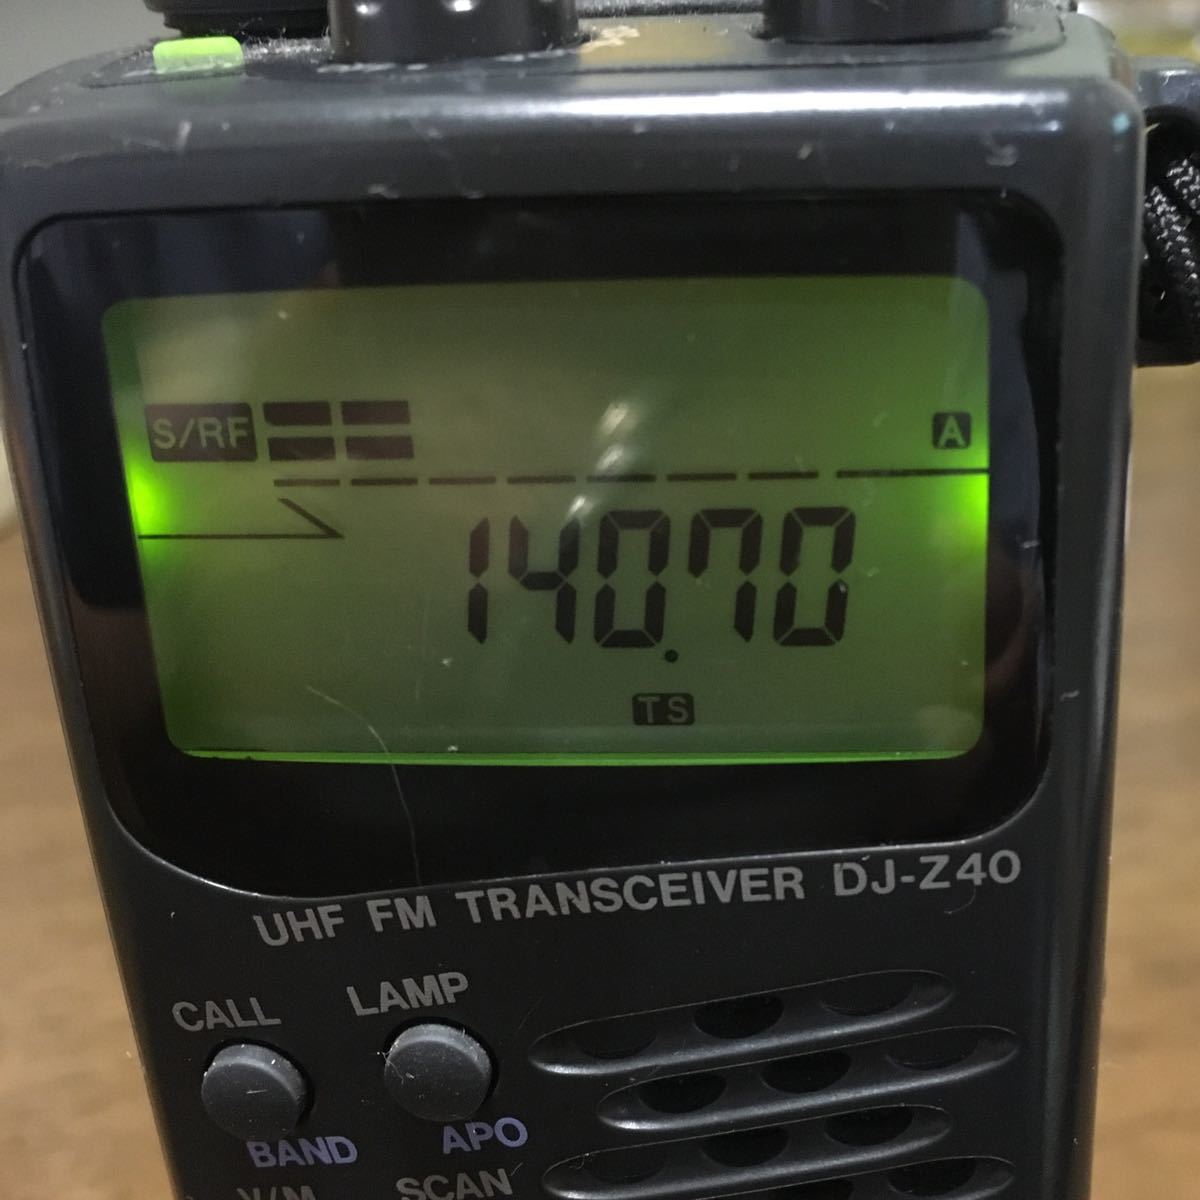 S/RF A
140.70
TS
UHF FM TRANSCEIVER DJ-Z40
CALL LAMP
BAND APO
V/M SCAN